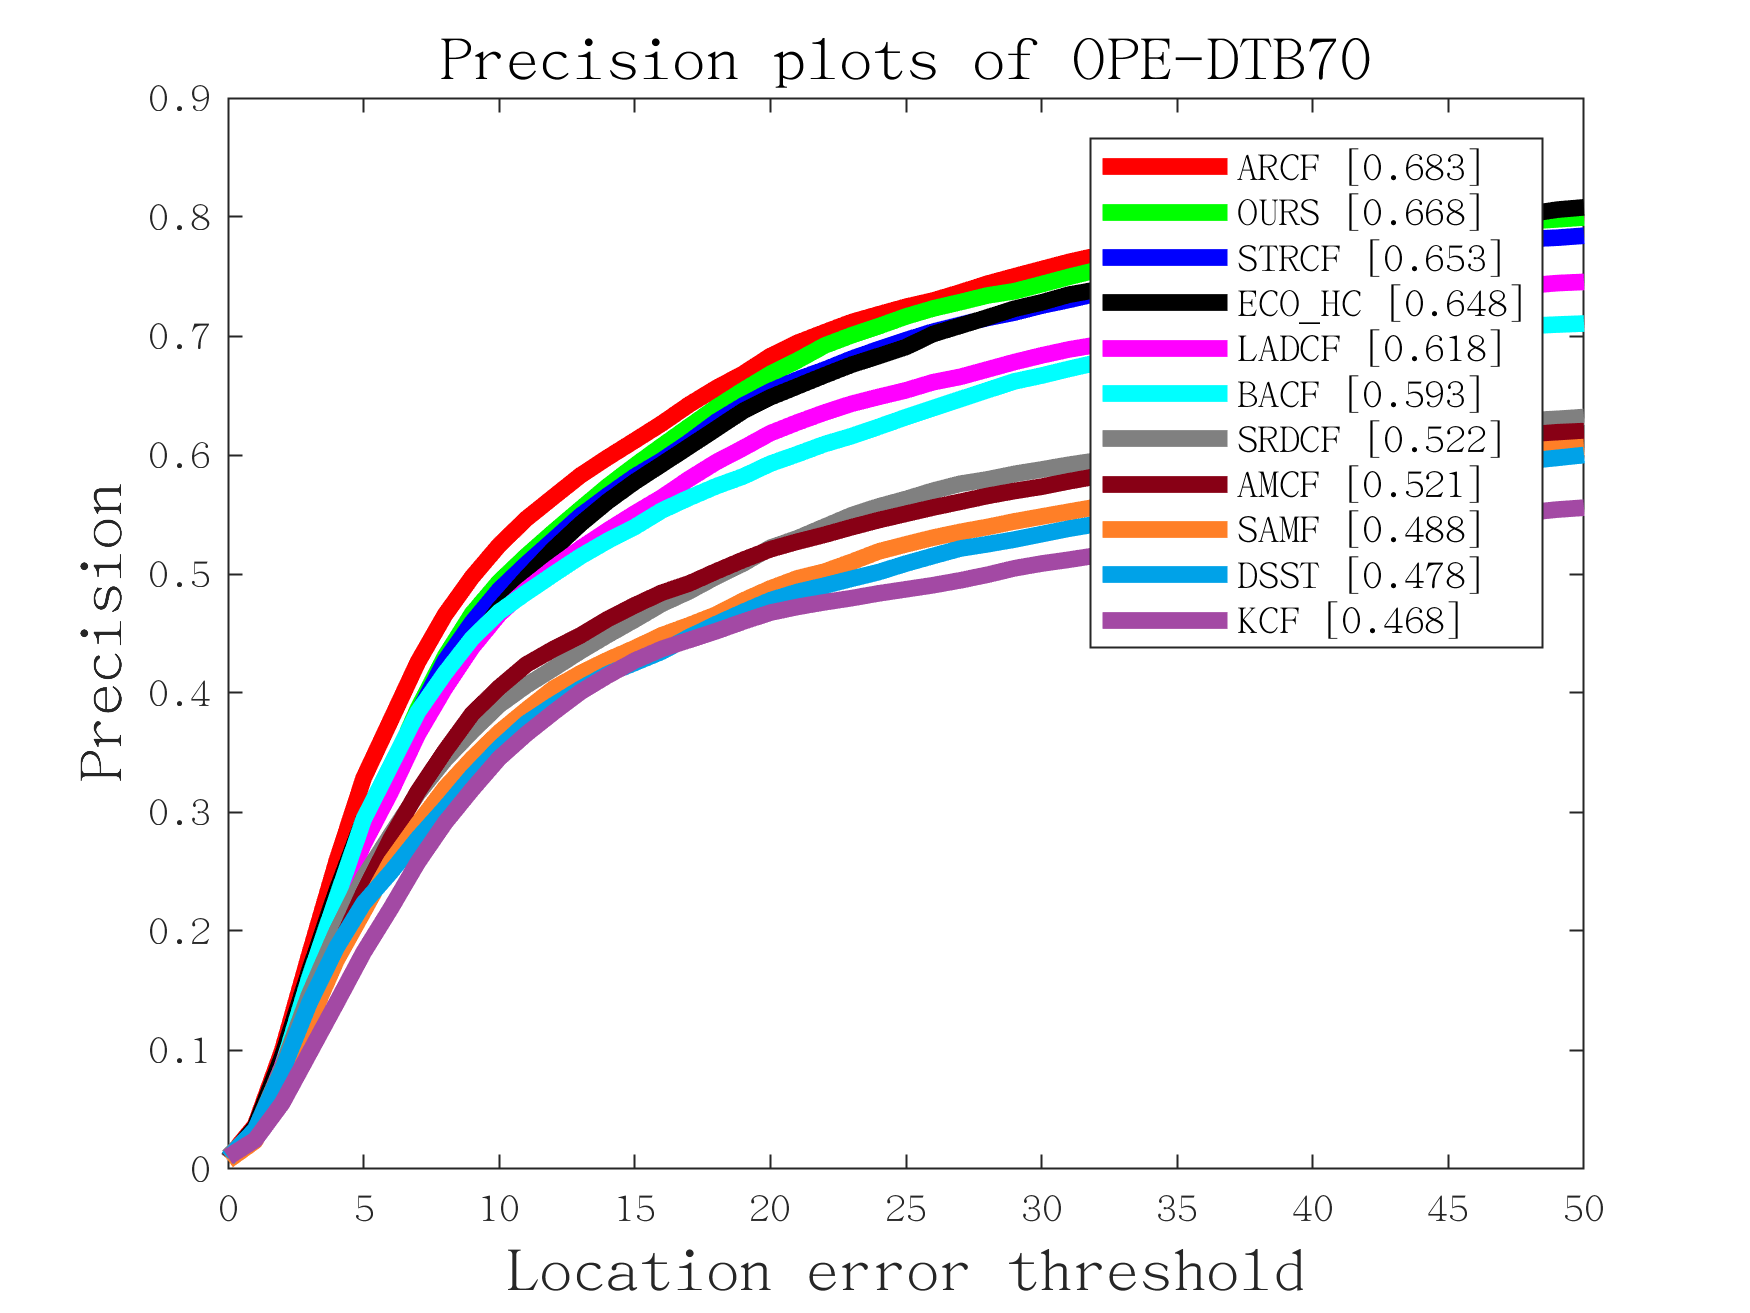 Precision plots of OPE-DTB70
0.9
0.8
0.7
0.6
0.5
0.4
0.3
0.2
0.1
0
Precision
ARCF [0.683]
OURS [0.668]
STRCF [0.653]
ECO_HC [0.648]
LADCF [0.618]
BACF [0.593]
SRDCF [0.522]
AMCF [0.521]
SAMF [0.488]
DSST [0.478]
KCF [0.468]
0 5 10 15 20 25 30 35 40 45 50
Location error threshold